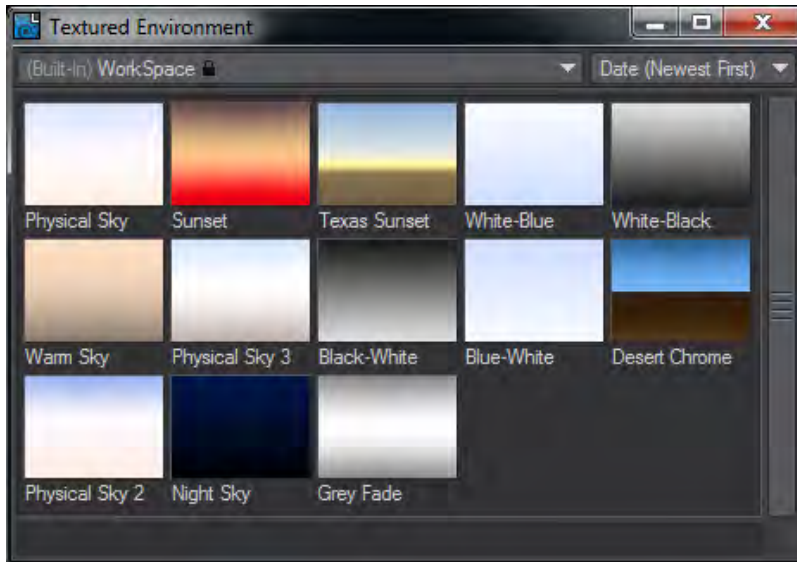 Textured Environment
(Built-In) WorkSpace Date (Newest First)
Physical Sky Sunset Texas Sunset White-Blue White-Black
Warm Sky Physical Sky 3 Black-White Blue-White Desert Chrome
Physical Sky 2 Night Sky Grey Fade